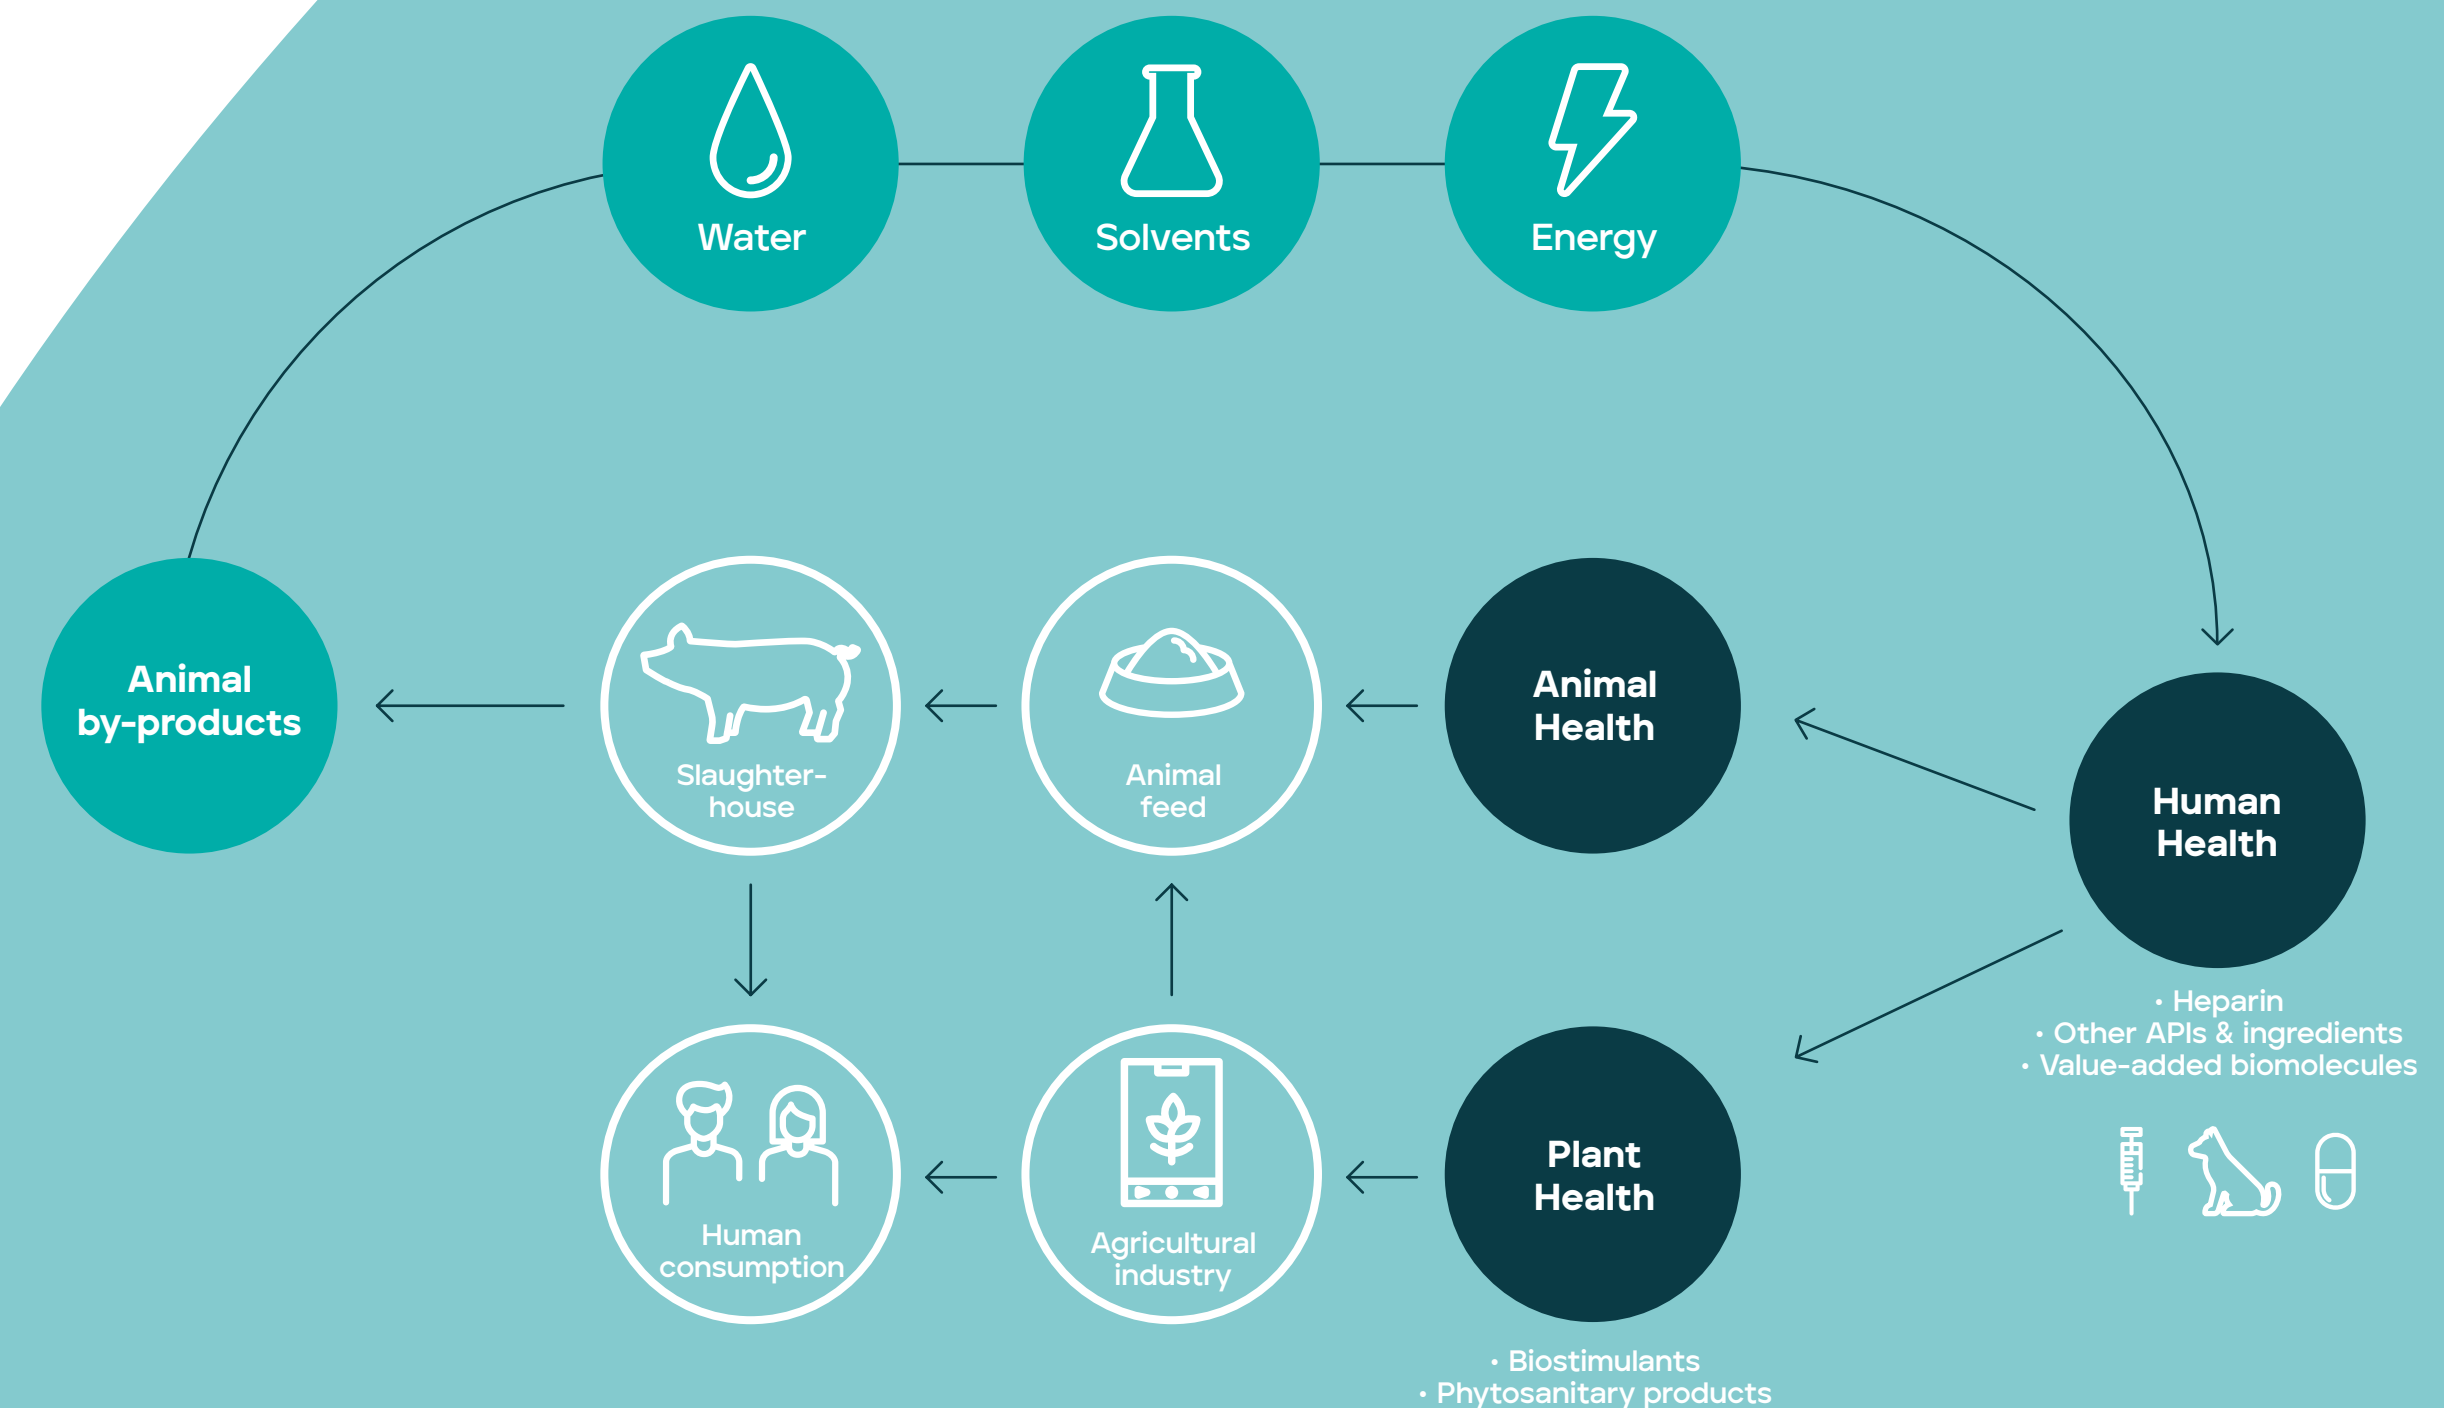 Water
Solvents
Energy
Animal
by-products
Slaughter-
house
Animal
feed
Animal
Health
Human
Health
• Heparin
• Other APIs & ingredients
• Value-added biomolecules
Human
consumption
Agricultural
industry
Plant
Health
• Biostimulants
• Phytosanitary products